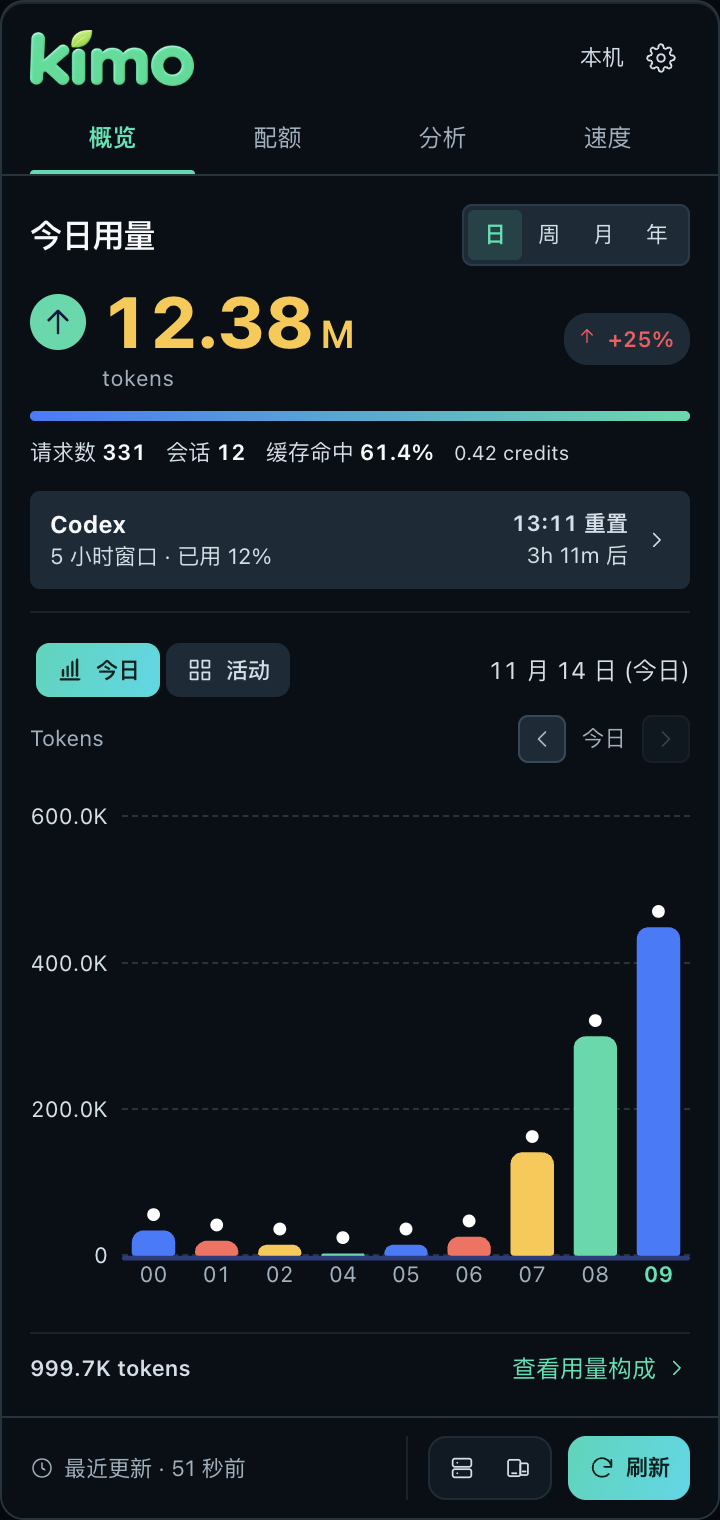 kimo
本机
概览 配额 分析 速度
今日用量
日 周 月 年
12.38 M
+25%
tokens
请求数 331 会话 12 缓存命中 61.4% 0.42 credits
Codex
13:11 重置
5 小时窗口 · 已用 12%
3h 11m 后
今日 活动
11 月 14 日 (今日)
Tokens
今日
600.0K
400.0K
200.0K
0
00 01 02 04 05 06 07 08 09
999.7K tokens
查看用量构成
最近更新 · 51 秒前
刷新